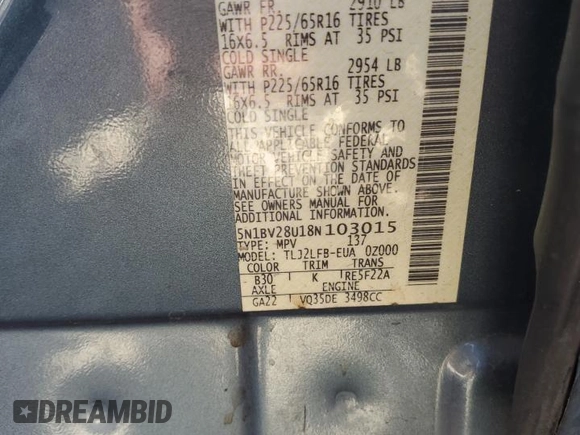 GAWR FR. 2910 LB
WITH P225/65R16 TIRES
16X6.5 RIMS AT 35 PSI
COLD SINGLE
GAWR RR. 2954 LB
WITH P225/65R16 TIRES
16X6.5 RIMS AT 35 PSI
COLD SINGLE
THIS VEHICLE CONFORMS TO
ALL APPLICABLE FEDERAL
MOTOR VEHICLE SAFETY AND
THEFT PREVENTION STANDARDS
IN EFFECT ON THE DATE OF
MANUFACTURE SHOWN ABOVE.
SEE OWNERS MANUAL FOR
ADDITIONAL INFORMATION.
5N1BV28U18N103015
TYPE: MPV 137
MODEL: TLJ2LFB-EUA 0Z000
COLOR TRIM TRANS
B30 K RE5F22A
AXLE ENGINE
GA22 VQ35DE 3498CC
DREAMBID